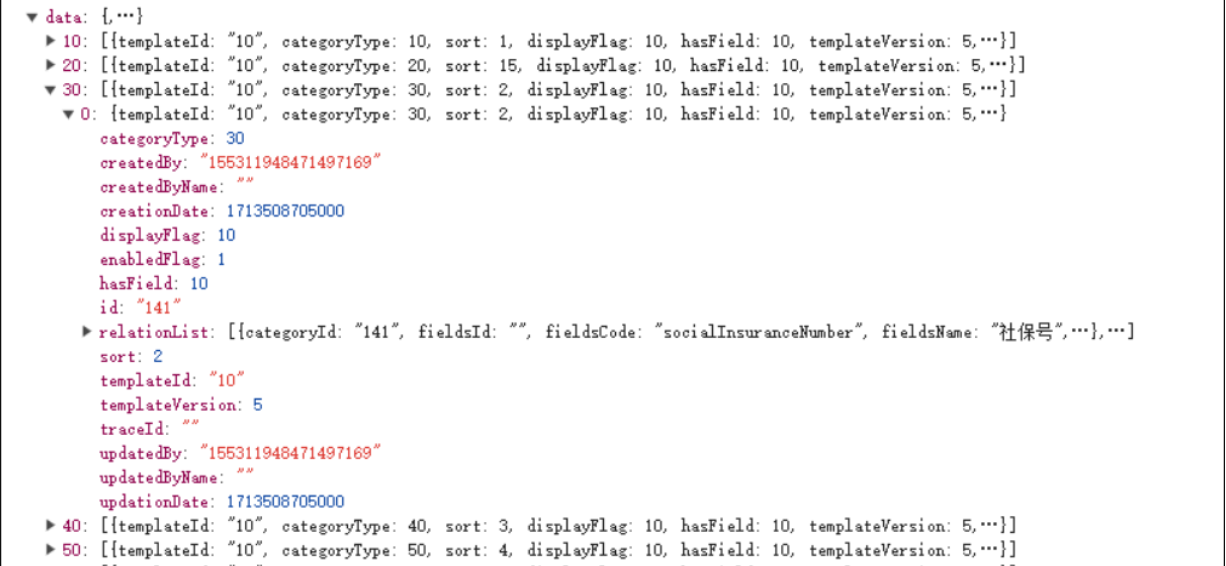 ▼ data: {,…}
▶ 10: [{templateId: "10", categoryType: 10, sort: 1, displayFlag: 10, hasField: 10, templateVersion: 5,…}]
▶ 20: [{templateId: "10", categoryType: 20, sort: 15, displayFlag: 10, hasField: 10, templateVersion: 5,…}]
▼ 30: [{templateId: "10", categoryType: 30, sort: 2, displayFlag: 10, hasField: 10, templateVersion: 5,…}]
▼ 0: {templateId: "10", categoryType: 30, sort: 2, displayFlag: 10, hasField: 10, templateVersion: 5,…}
categoryType: 30
createdBy: "155311948471497169"
createdByName: ""
creationDate: 1713508705000
displayFlag: 10
enabledFlag: 1
hasField: 10
id: "141"
▶ relationList: [{categoryId: "141", fieldsId: "", fieldsCode: "socialInsuranceNumber", fieldsName: "社保号",…},…]
sort: 2
templateId: "10"
templateVersion: 5
traceId: ""
updatedBy: "155311948471497169"
updatedByName: ""
updationDate: 1713508705000
▶ 40: [{templateId: "10", categoryType: 40, sort: 3, displayFlag: 10, hasField: 10, templateVersion: 5,…}]
▶ 50: [{templateId: "10", categoryType: 50, sort: 4, displayFlag: 10, hasField: 10, templateVersion: 5,…}]